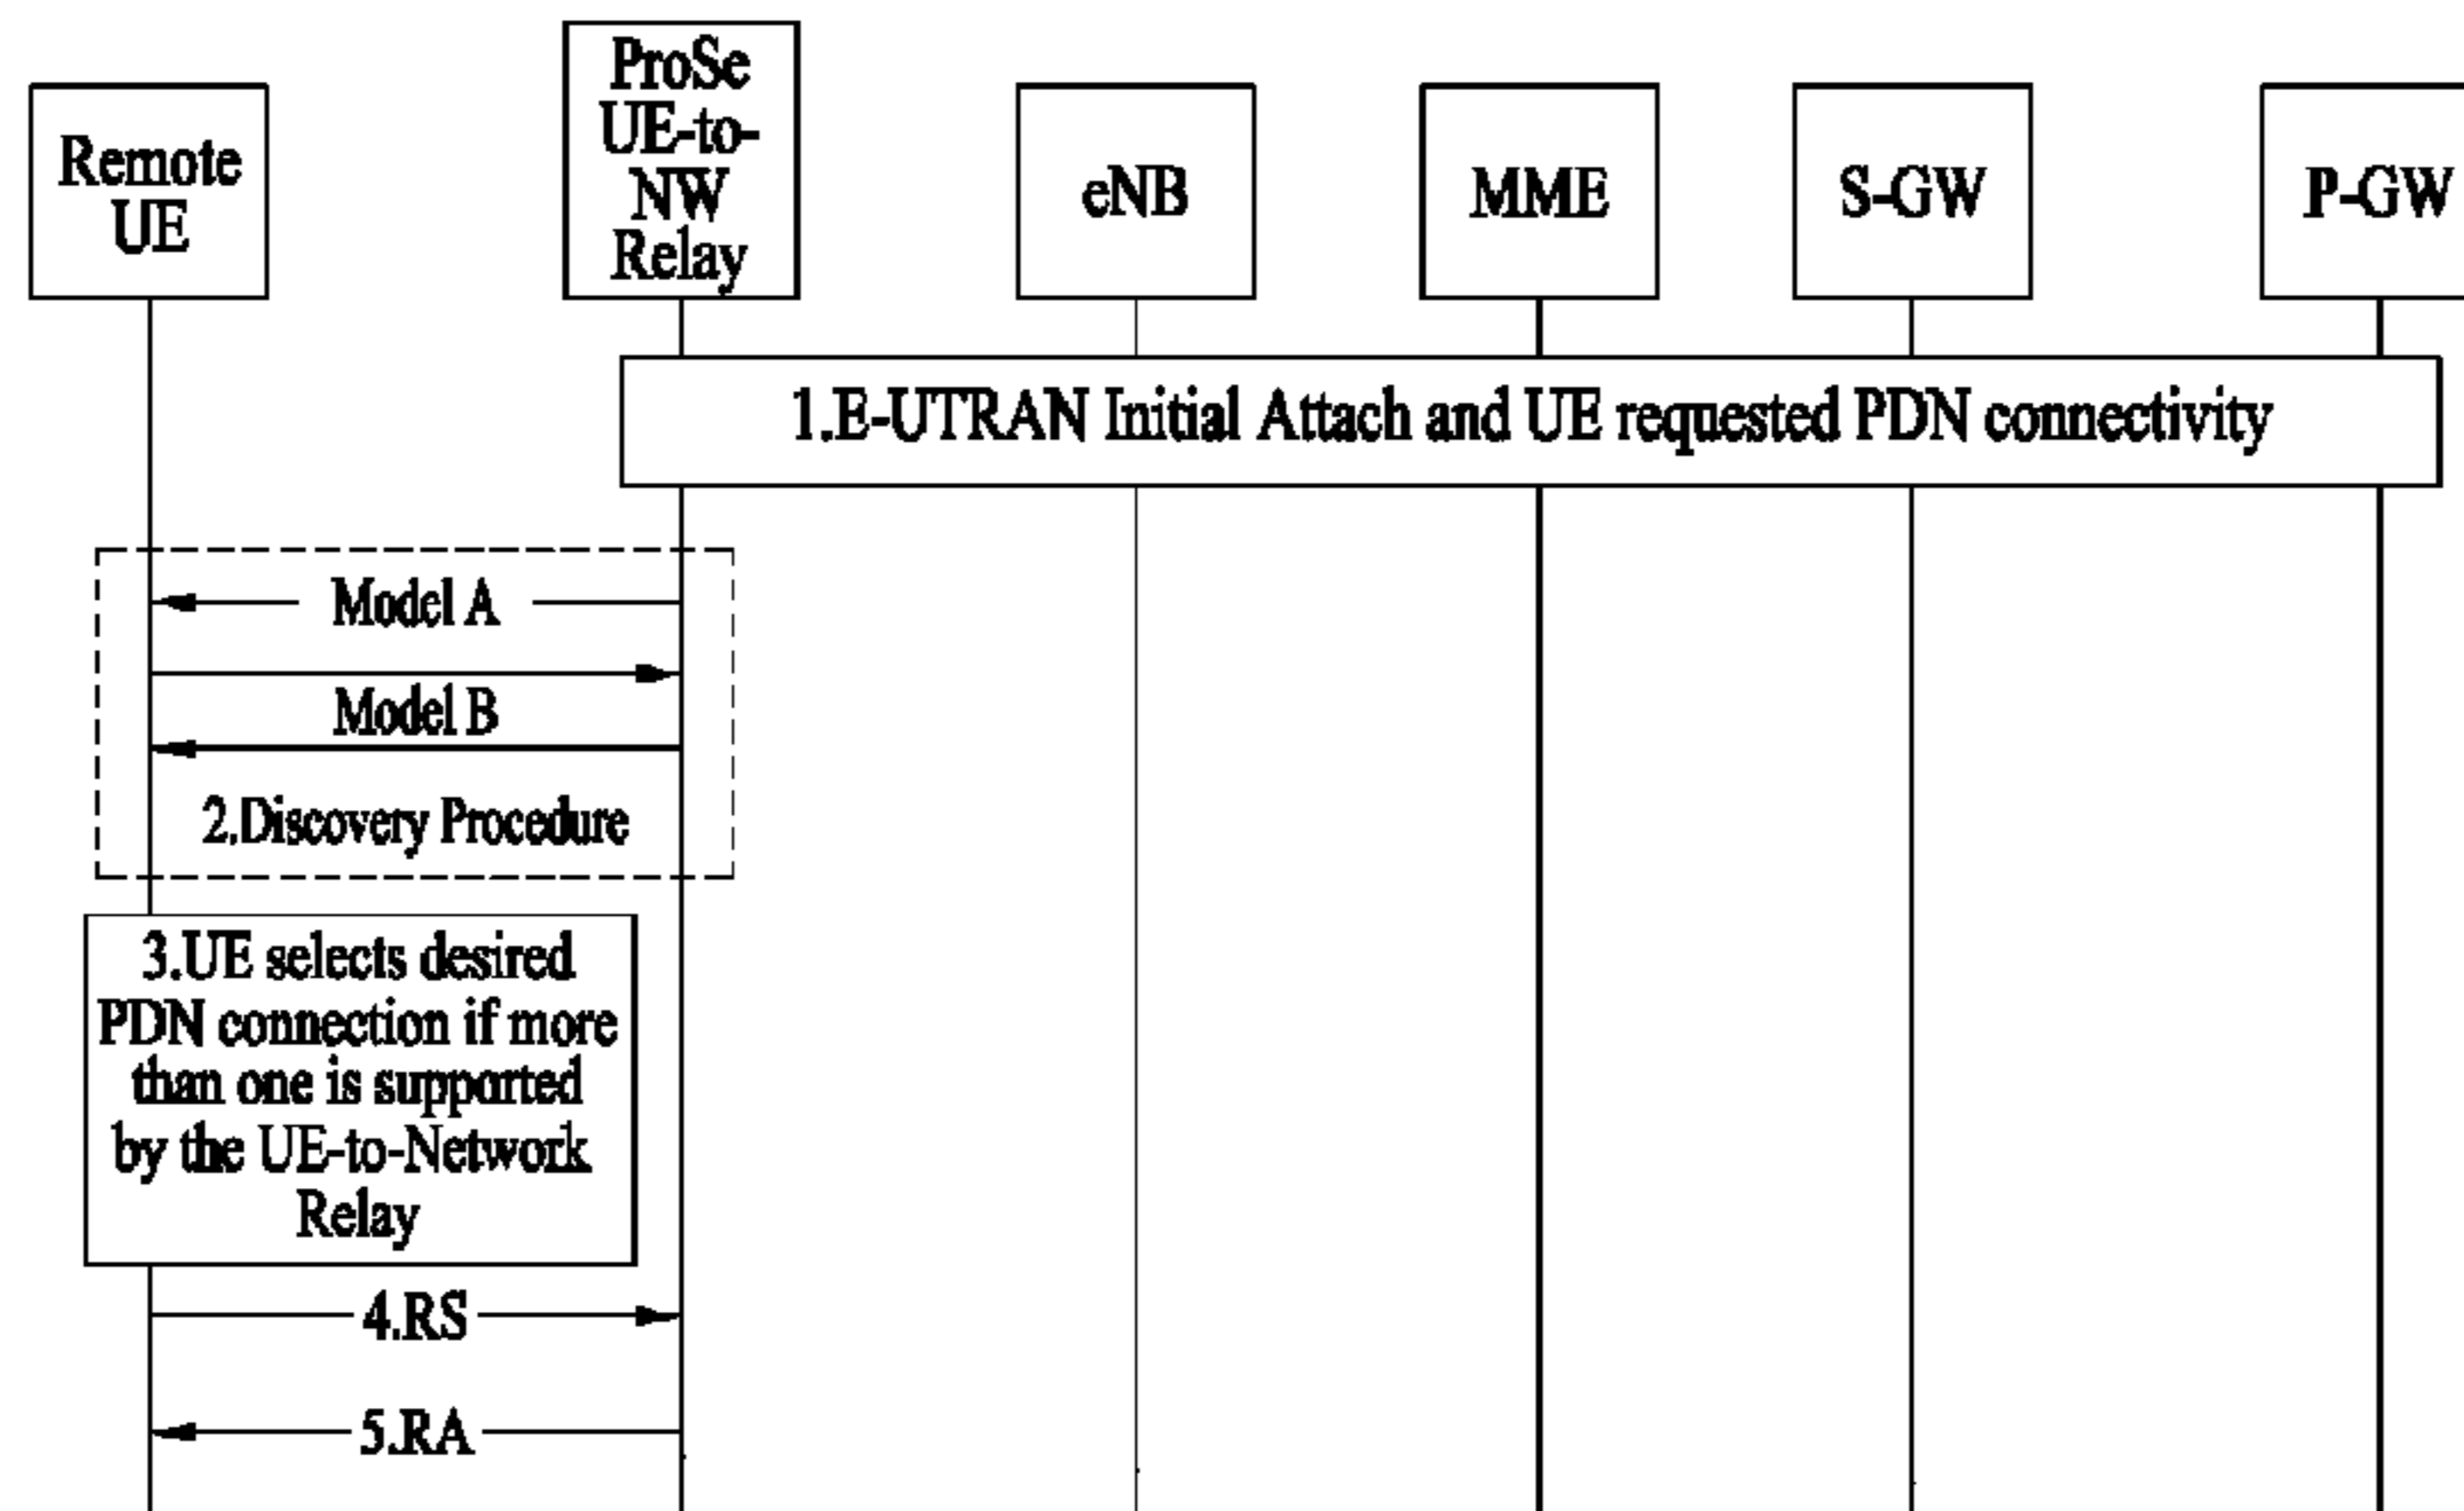 Remote
UE
ProSe
UE-to-
NW
Relay
eNB
MME
S-GW
P-GW
1.E-UTRAN Initial Attach and UE requested PDN connectivity
Model A
Model B
2.Discovery Procedure
3.UE selects desired
PDN connection if more
than one is supported
by the UE-to-Network
Relay
4.RS
5.RA